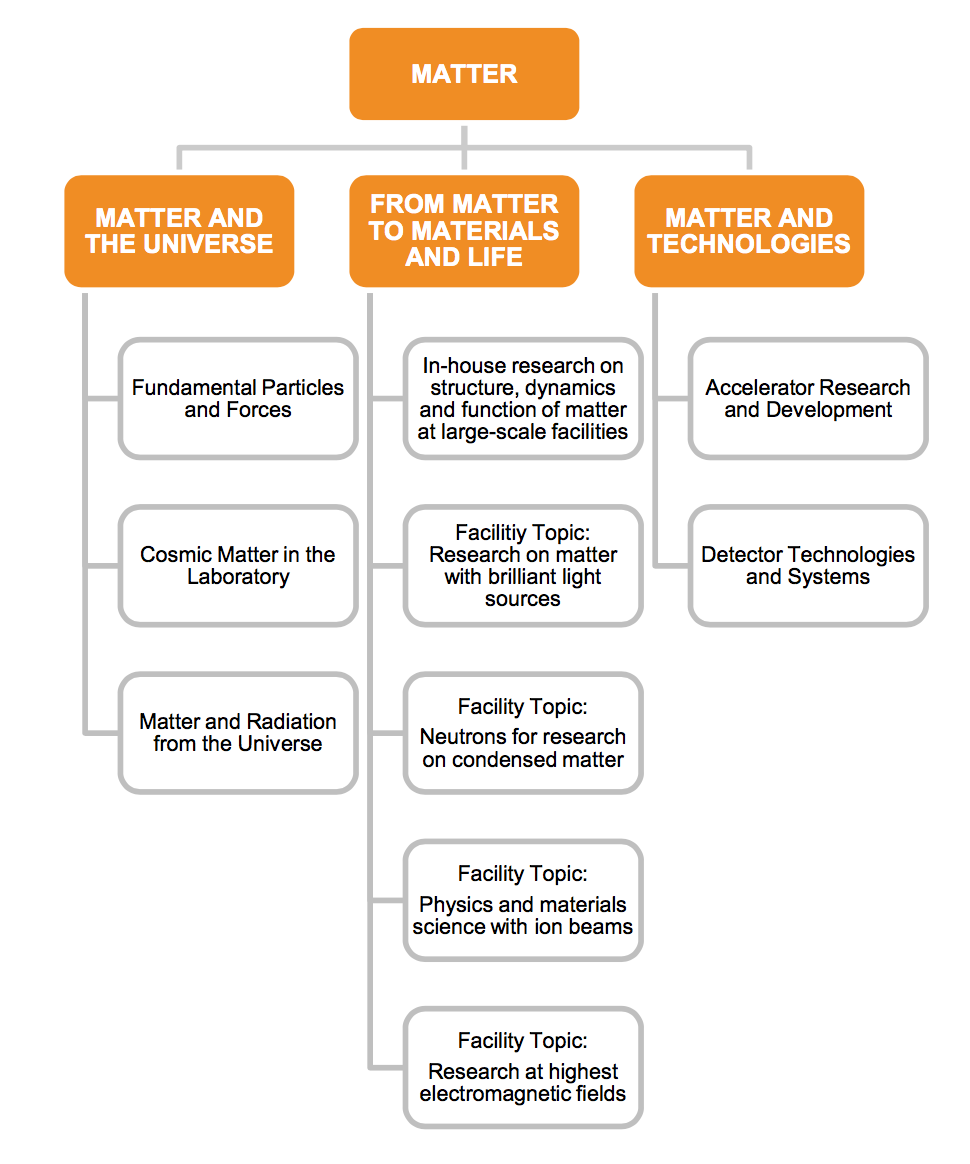 MATTER
MATTER AND
THE UNIVERSE
FROM MATTER
TO MATERIALS
AND LIFE
MATTER AND
TECHNOLOGIES
Fundamental Particles
and Forces
Cosmic Matter in the
Laboratory
Matter and Radiation
from the Universe
In-house research on
structure, dynamics
and function of matter
at large-scale facilities
Facilitiy Topic:
Research on matter
with brilliant light
sources
Facility Topic:
Neutrons for research
on condensed matter
Facility Topic:
Physics and materials
science with ion beams
Facility Topic:
Research at highest
electromagnetic fields
Accelerator Research
and Development
Detector Technologies
and Systems